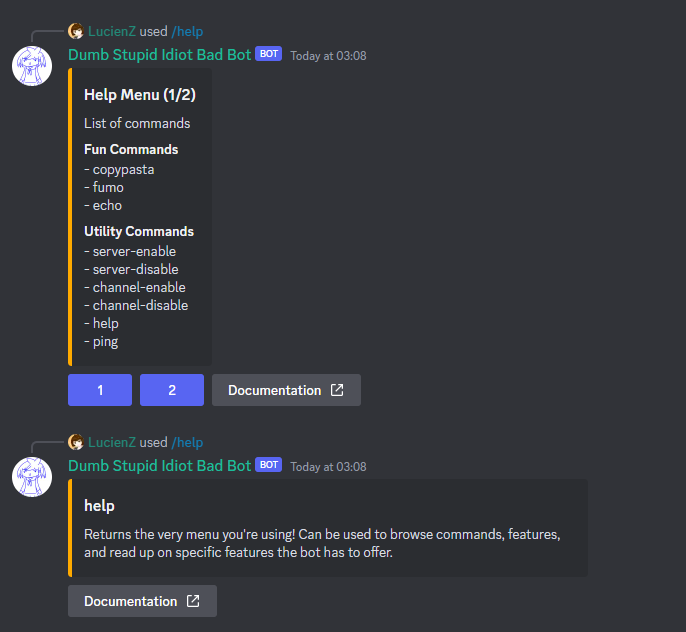 LucienZ used /help
Dumb Stupid Idiot Bad Bot BOT Today at 03:08
Help Menu (1/2)
List of commands
Fun Commands
- copypasta
- fumo
- echo
Utility Commands
- server-enable
- server-disable
- channel-enable
- channel-disable
- help
- ping
1 2 Documentation
LucienZ used /help
Dumb Stupid Idiot Bad Bot BOT Today at 03:08
help
Returns the very menu you're using! Can be used to browse commands, features,
and read up on specific features the bot has to offer.
Documentation